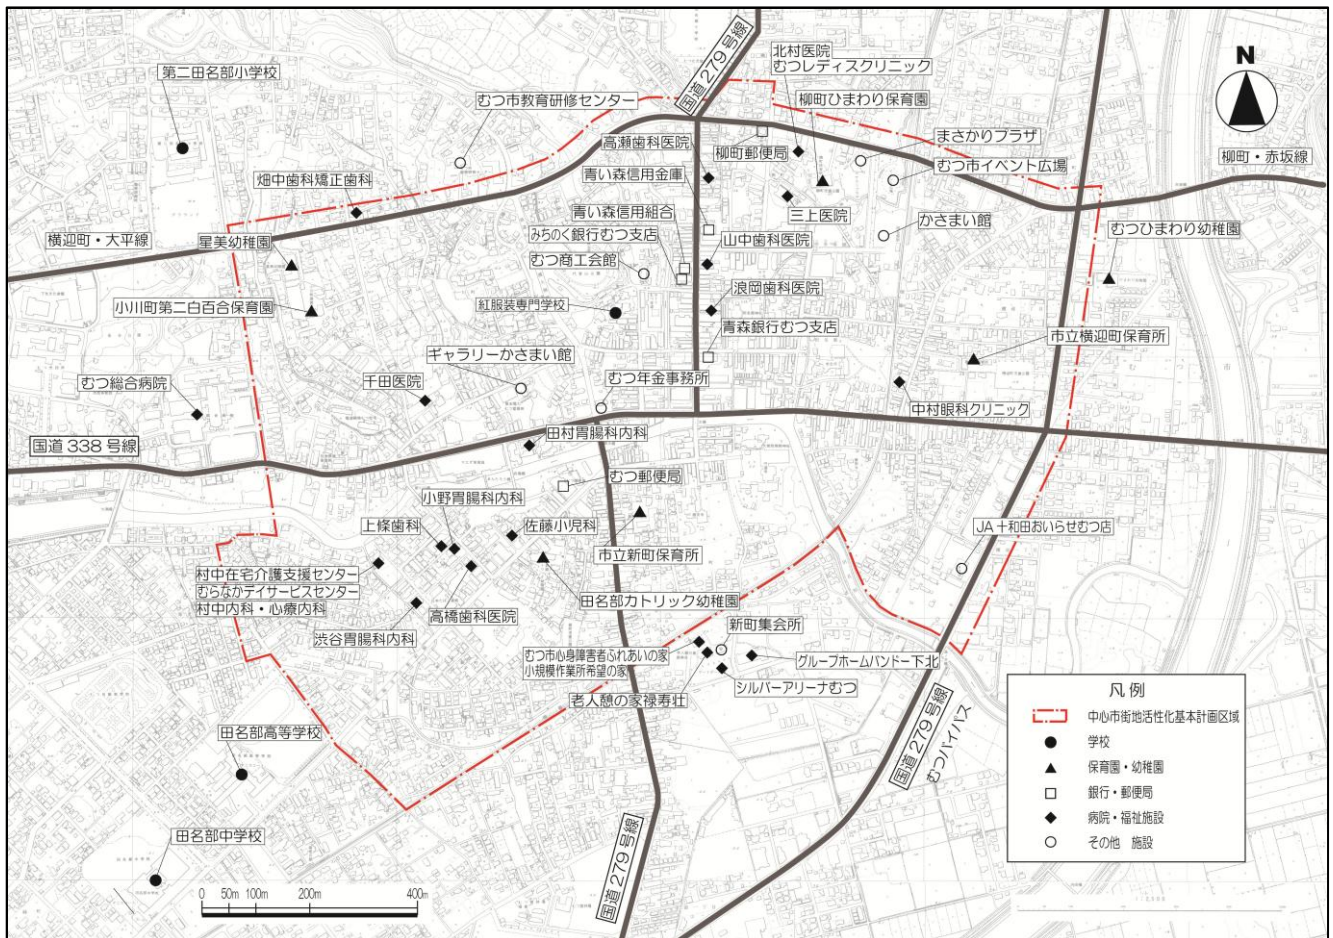 国道279号線
北村医院
むつレディスクリニック
N
第二田名部小学校
むつ市教育研修センター
柳町ひまわり保育園
高瀬歯科医院
柳町郵便局
まさかりプラザ
むつ市イベント広場
柳町・赤坂線
青い森信用金庫
畑中歯科矯正歯科
三上医院
青い森信用組合
かさまい館
横迎町・大平線
星美幼稚園
みちのく銀行むつ支店
山中歯科医院
むつひまわり幼稚園
むつ商工会館
浪岡歯科医院
小川町第二白百合保育園
紅服装専門学校
青森銀行むつ支店
市立横迎町保育所
ギャラリーかさまい館
むつ総合病院
千田医院
むつ年金事務所
中村眼科クリニック
田村胃腸科内科
国道338号線
むつ郵便局
小野胃腸科内科
上條歯科
佐藤小児科
JA十和田おいらせむつ店
市立新町保育所
村中在宅介護支援センター
むらなかデイサービスセンター
村中内科・心療内科
高橋歯科医院
田名部カトリック幼稚園
渋谷胃腸科内科
新町集会所
むつ市心身障害者ふれあいの家
小規模作業所希望の家
グループホームバンドー下北
シルバーアリーナむつ
老人憩の家禄寿荘
国道279号線
むつバイパス
田名部高等学校
田名部中学校
国道279号線
凡例
中心市街地活性化基本計画区域
学校
保育園・幼稚園
銀行・郵便局
病院・福祉施設
その他 施設
0 50m 100m 200m 400m